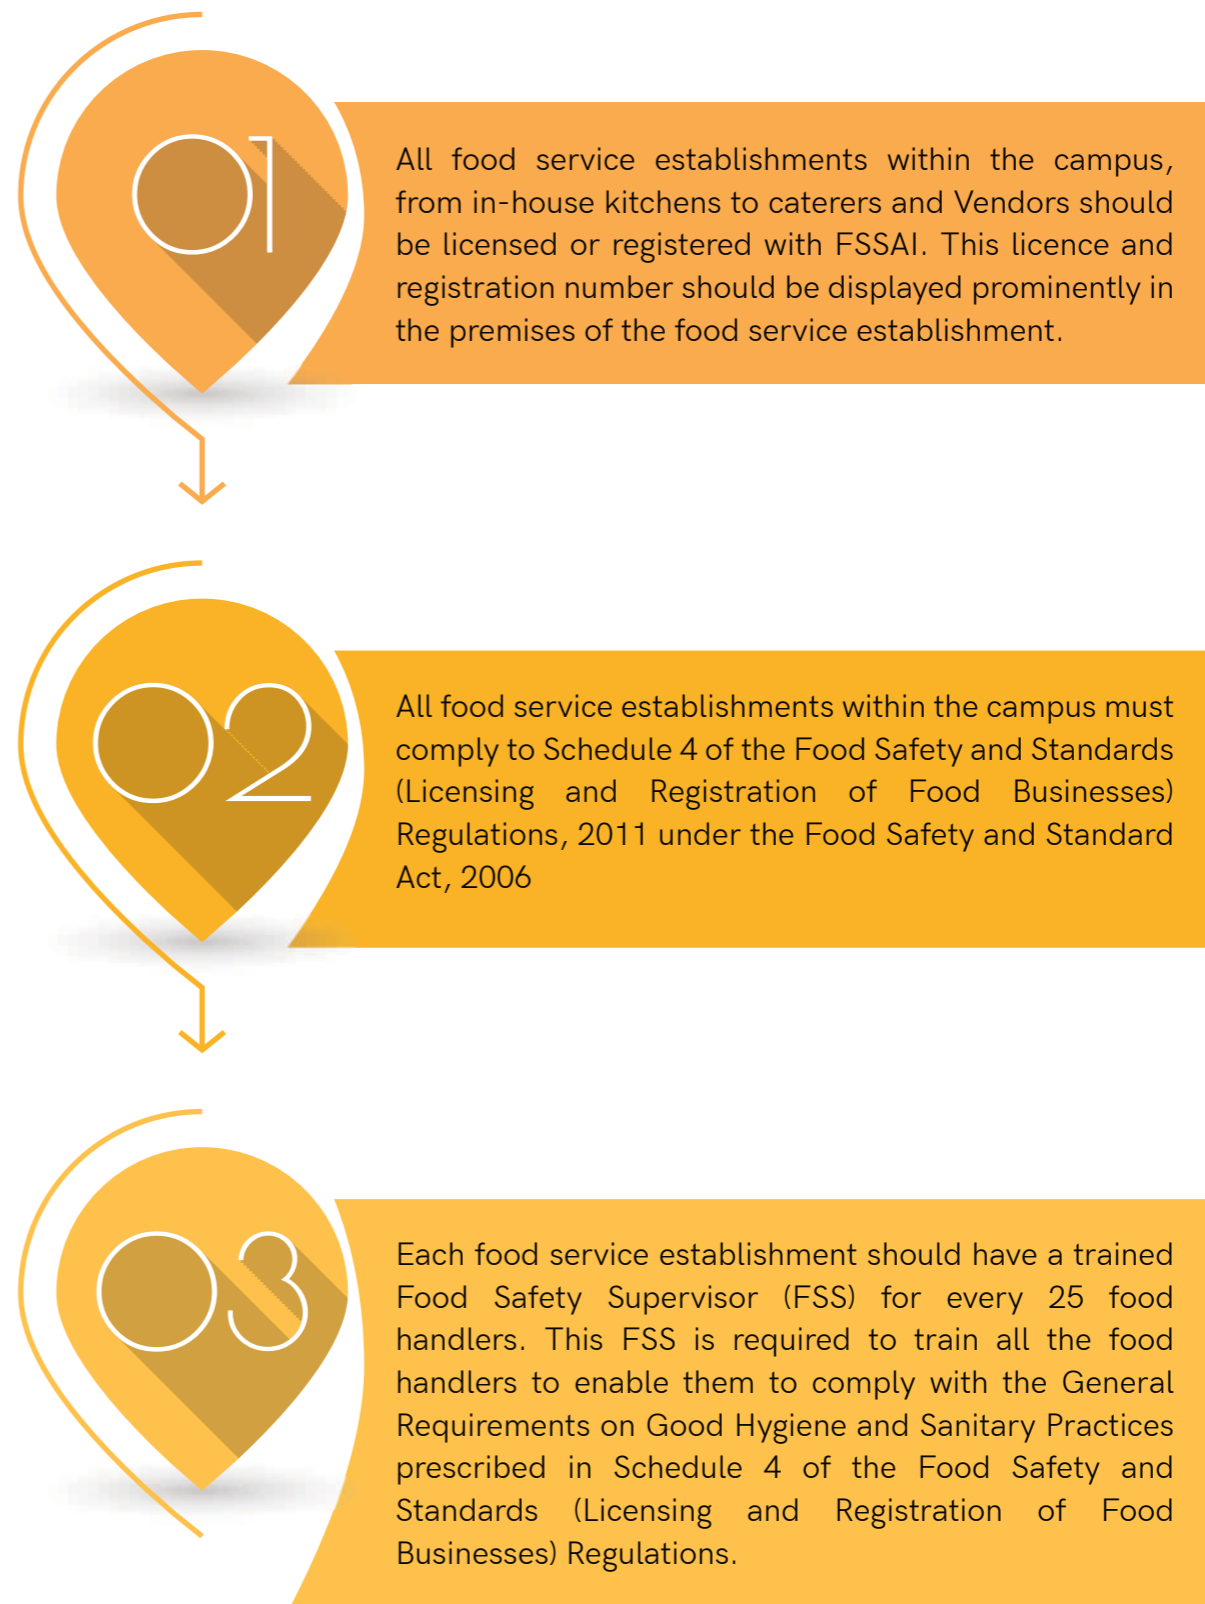 01
All food service establishments within the campus,
from in-house kitchens to caterers and Vendors should
be licensed or registered with FSSAI. This licence and
registration number should be displayed prominently in
the premises of the food service establishment.
02
All food service establishments within the campus must
comply to Schedule 4 of the Food Safety and Standards
(Licensing and Registration of Food Businesses)
Regulations, 2011 under the Food Safety and Standard
Act, 2006
03
Each food service establishment should have a trained
Food Safety Supervisor (FSS) for every 25 food
handlers. This FSS is required to train all the food
handlers to enable them to comply with the General
Requirements on Good Hygiene and Sanitary Practices
prescribed in Schedule 4 of the Food Safety and
Standards (Licensing and Registration of Food
Businesses) Regulations.